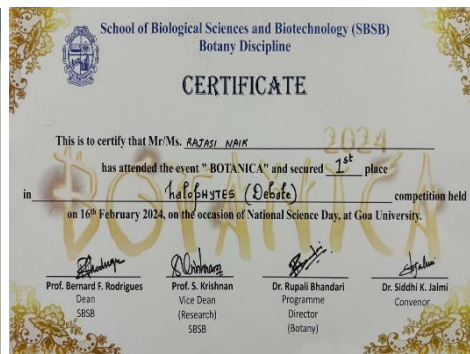 School of Biological Sciences and Biotechnology (SBSB)
Botany Discipline
CERTIFICATE
2024
This is to certify that Mr/Ms. RAJASI NAIK
has attended the event " BOTANICA" and secured 1st place
in halophytes (Debate) competition held
on 16th February 2024, on the occasion of National Science Day, at Goa University.
BOTANICA
Prof. Bernard F. Rodrigues
Dean
SBSB
Prof. S. Krishnan
Vice Dean
(Research)
SBSB
Dr. Rupali Bhandari
Programme
Director
(Botany)
Dr. Siddhi K. Jalmi
Convenor